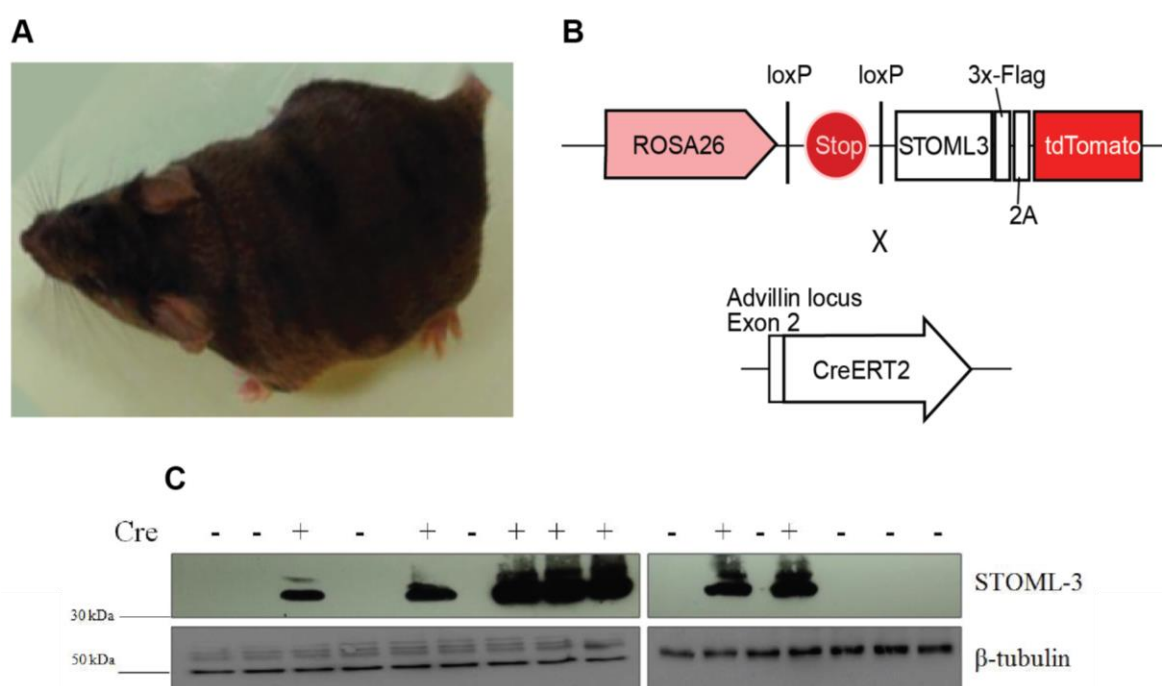 A
B
loxP loxP 3x-Flag
ROSA26 Stop STOML3 tdTomato
2A
X
Advillin locus
Exon 2
CreERT2
C
Cre - - + - + - + + + - + - + - - -
STOML-3
30 kDa
50 kDa
β-tubulin